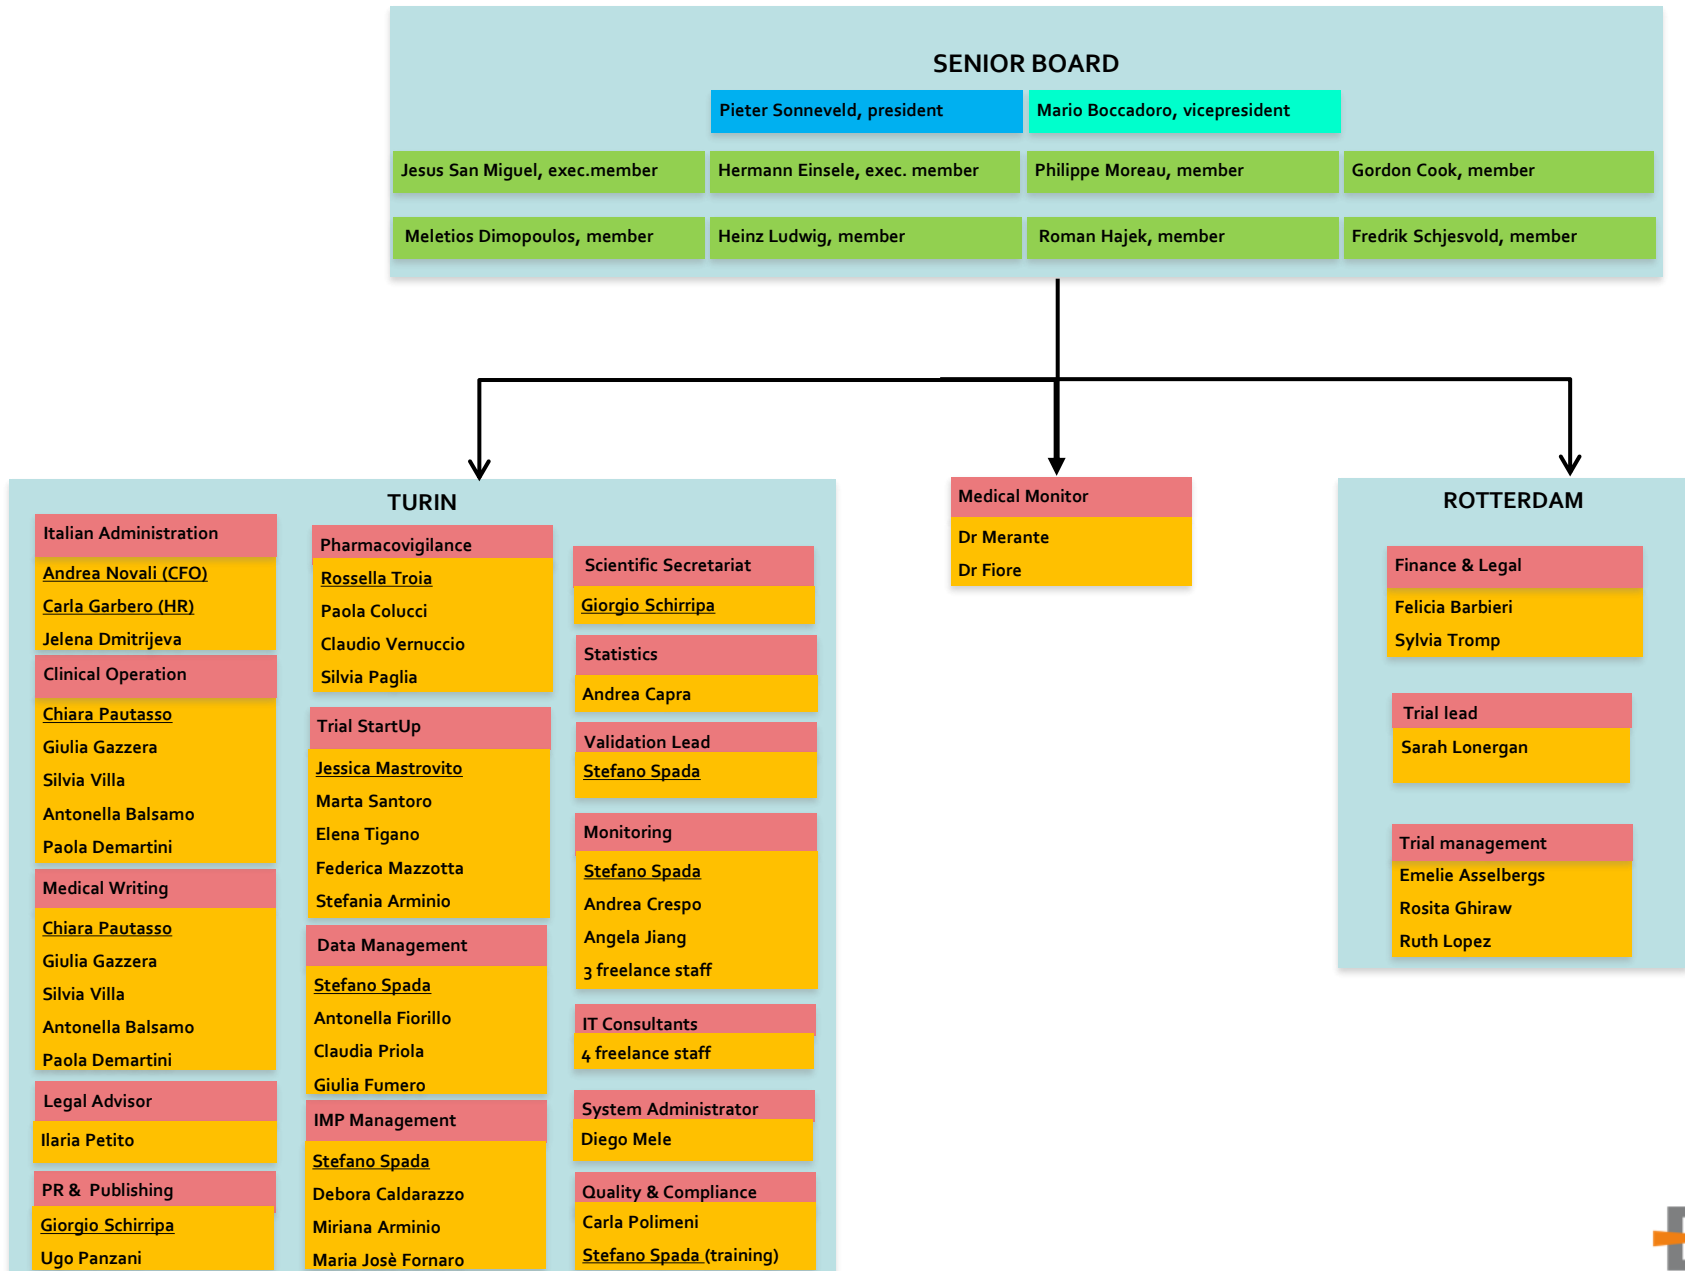 SENIOR BOARD
Pieter Sonneveld, president
Mario Boccadoro, vicepresident
Jesus San Miguel, exec.member
Hermann Einsele, exec. member
Philippe Moreau, member
Gordon Cook, member
Meletios Dimopoulos, member
Heinz Ludwig, member
Roman Hajek, member
Fredrik Schjesvold, member
TURIN
Italian Administration
Andrea Novali (CFO)
Carla Garbero (HR)
Jelena Dmitrijeva
Clinical Operation
Chiara Pautasso
Giulia Gazzera
Silvia Villa
Antonella Balsamo
Paola Demartini
Medical Writing
Chiara Pautasso
Giulia Gazzera
Silvia Villa
Antonella Balsamo
Paola Demartini
Legal Advisor
Ilaria Petito
PR & Publishing
Giorgio Schirripa
Ugo Panzani
Pharmacovigilance
Rossella Troia
Paola Colucci
Claudio Vernuccio
Silvia Paglia
Trial StartUp
Jessica Mastrovito
Marta Santoro
Elena Tigano
Federica Mazzotta
Stefania Arminio
Data Management
Stefano Spada
Antonella Fiorillo
Claudia Priola
Giulia Fumero
IMP Management
Stefano Spada
Debora Caldarazzo
Miriana Arminio
Maria Josè Fornaro
Scientific Secretariat
Giorgio Schirripa
Statistics
Andrea Capra
Validation Lead
Stefano Spada
Monitoring
Stefano Spada
Andrea Crespo
Angela Jiang
3 freelance staff
IT Consultants
4 freelance staff
System Administrator
Diego Mele
Quality & Compliance
Carla Polimeni
Stefano Spada (training)
Medical Monitor
Dr Merante
Dr Fiore
ROTTERDAM
Finance & Legal
Felicia Barbieri
Sylvia Tromp
Trial lead
Sarah Lonergan
Trial management
Emelie Asselbergs
Rosita Ghiraw
Ruth Lopez